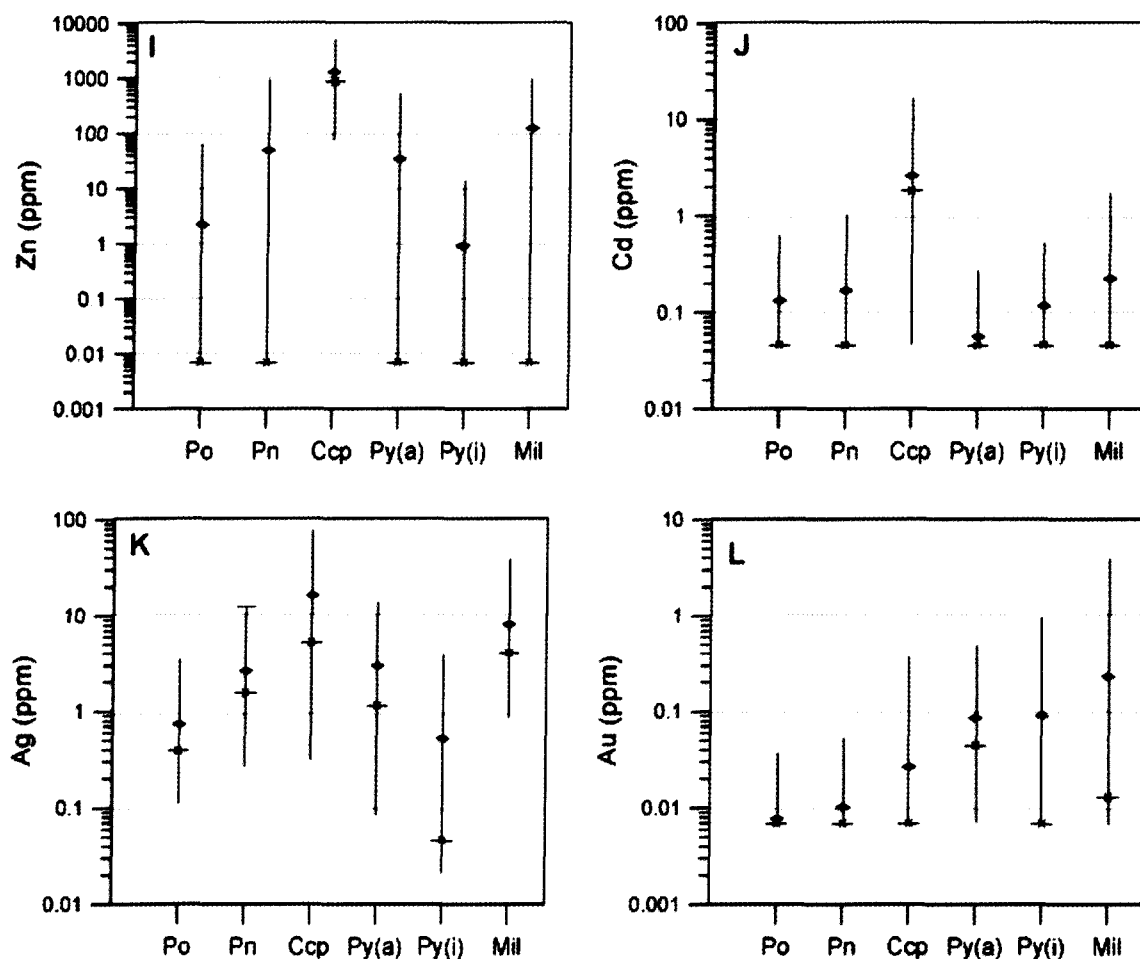 I
Zn (ppm)
10000
1000
100
10
1
0.1
0.01
0.001
Po Pn Ccp Py(a) Py(i) Mil
J
Cd (ppm)
100
10
1
0.1
0.01
Po Pn Ccp Py(a) Py(i) Mil
K
Ag (ppm)
100
10
1
0.1
0.01
Po Pn Ccp Py(a) Py(i) Mil
L
Au (ppm)
10
1
0.1
0.01
0.001
Po Pn Ccp Py(a) Py(i) Mil